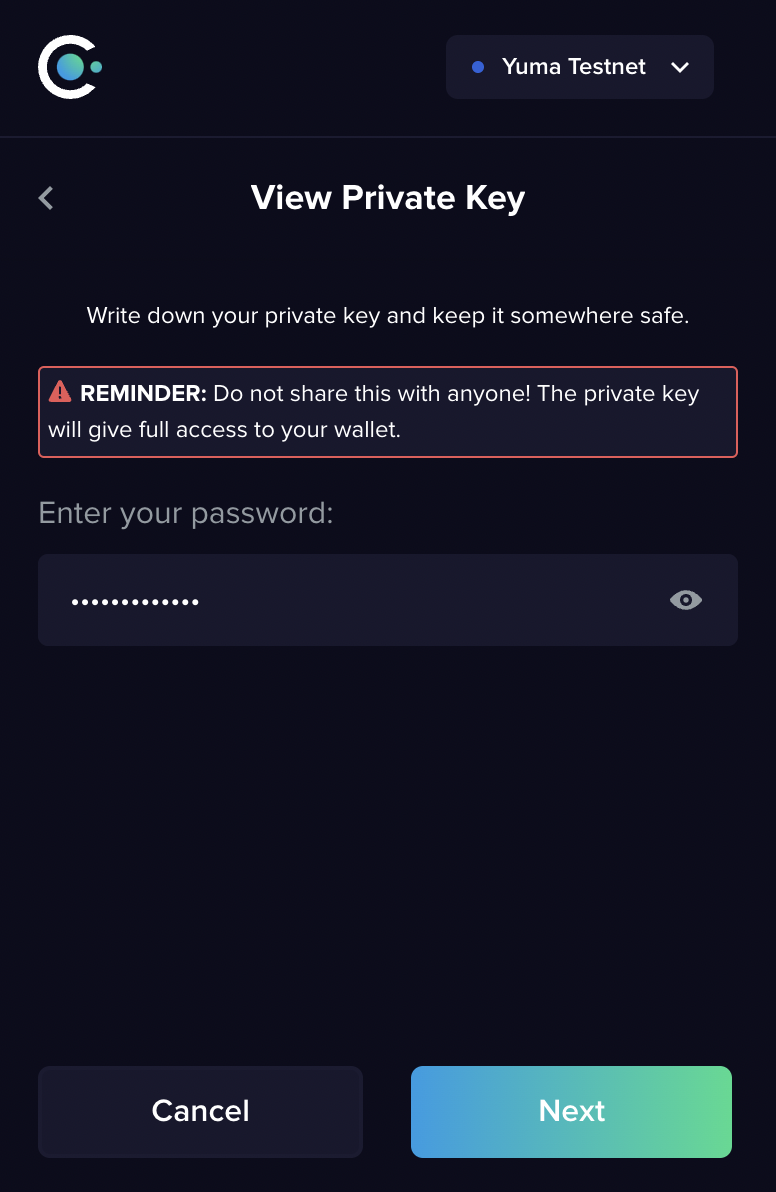 Yuma Testnet
View Private Key
Write down your private key and keep it somewhere safe.
REMINDER: Do not share this with anyone! The private key
will give full access to your wallet.
Enter your password:
•••••••••••••
Cancel
Next